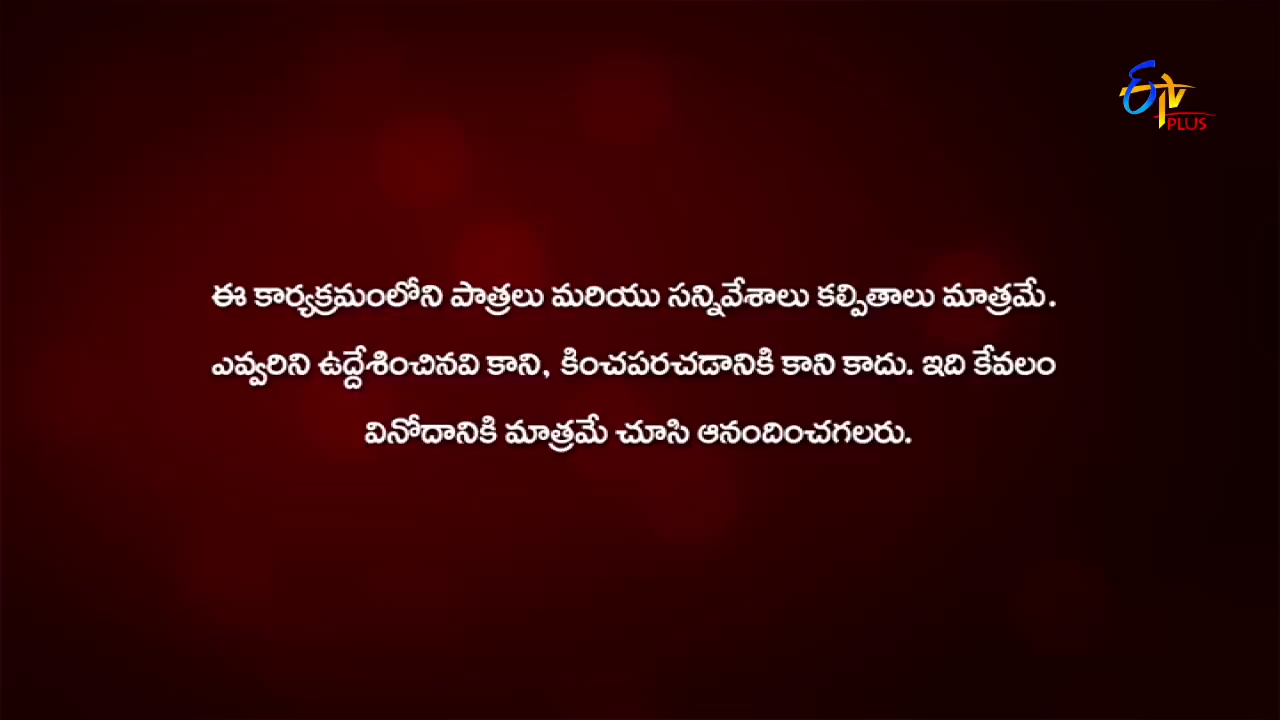 ETV
PLUS
ఈ కార్యక్రమంలోని పాత్రలు మరియు సన్నివేశాలు కల్పితాలు మాత్రమే.
ఎవ్వరిని ఉద్దేశించినవి కాని, కించపరచడానికి కాని కాదు. ఇది కేవలం
వినోదానికి మాత్రమే చూసి ఆనందించగలరు.